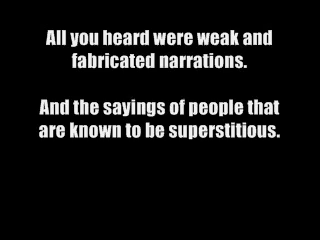 All you heard were weak and
fabricated narrations.
And the sayings of people that
are known to be superstitious.